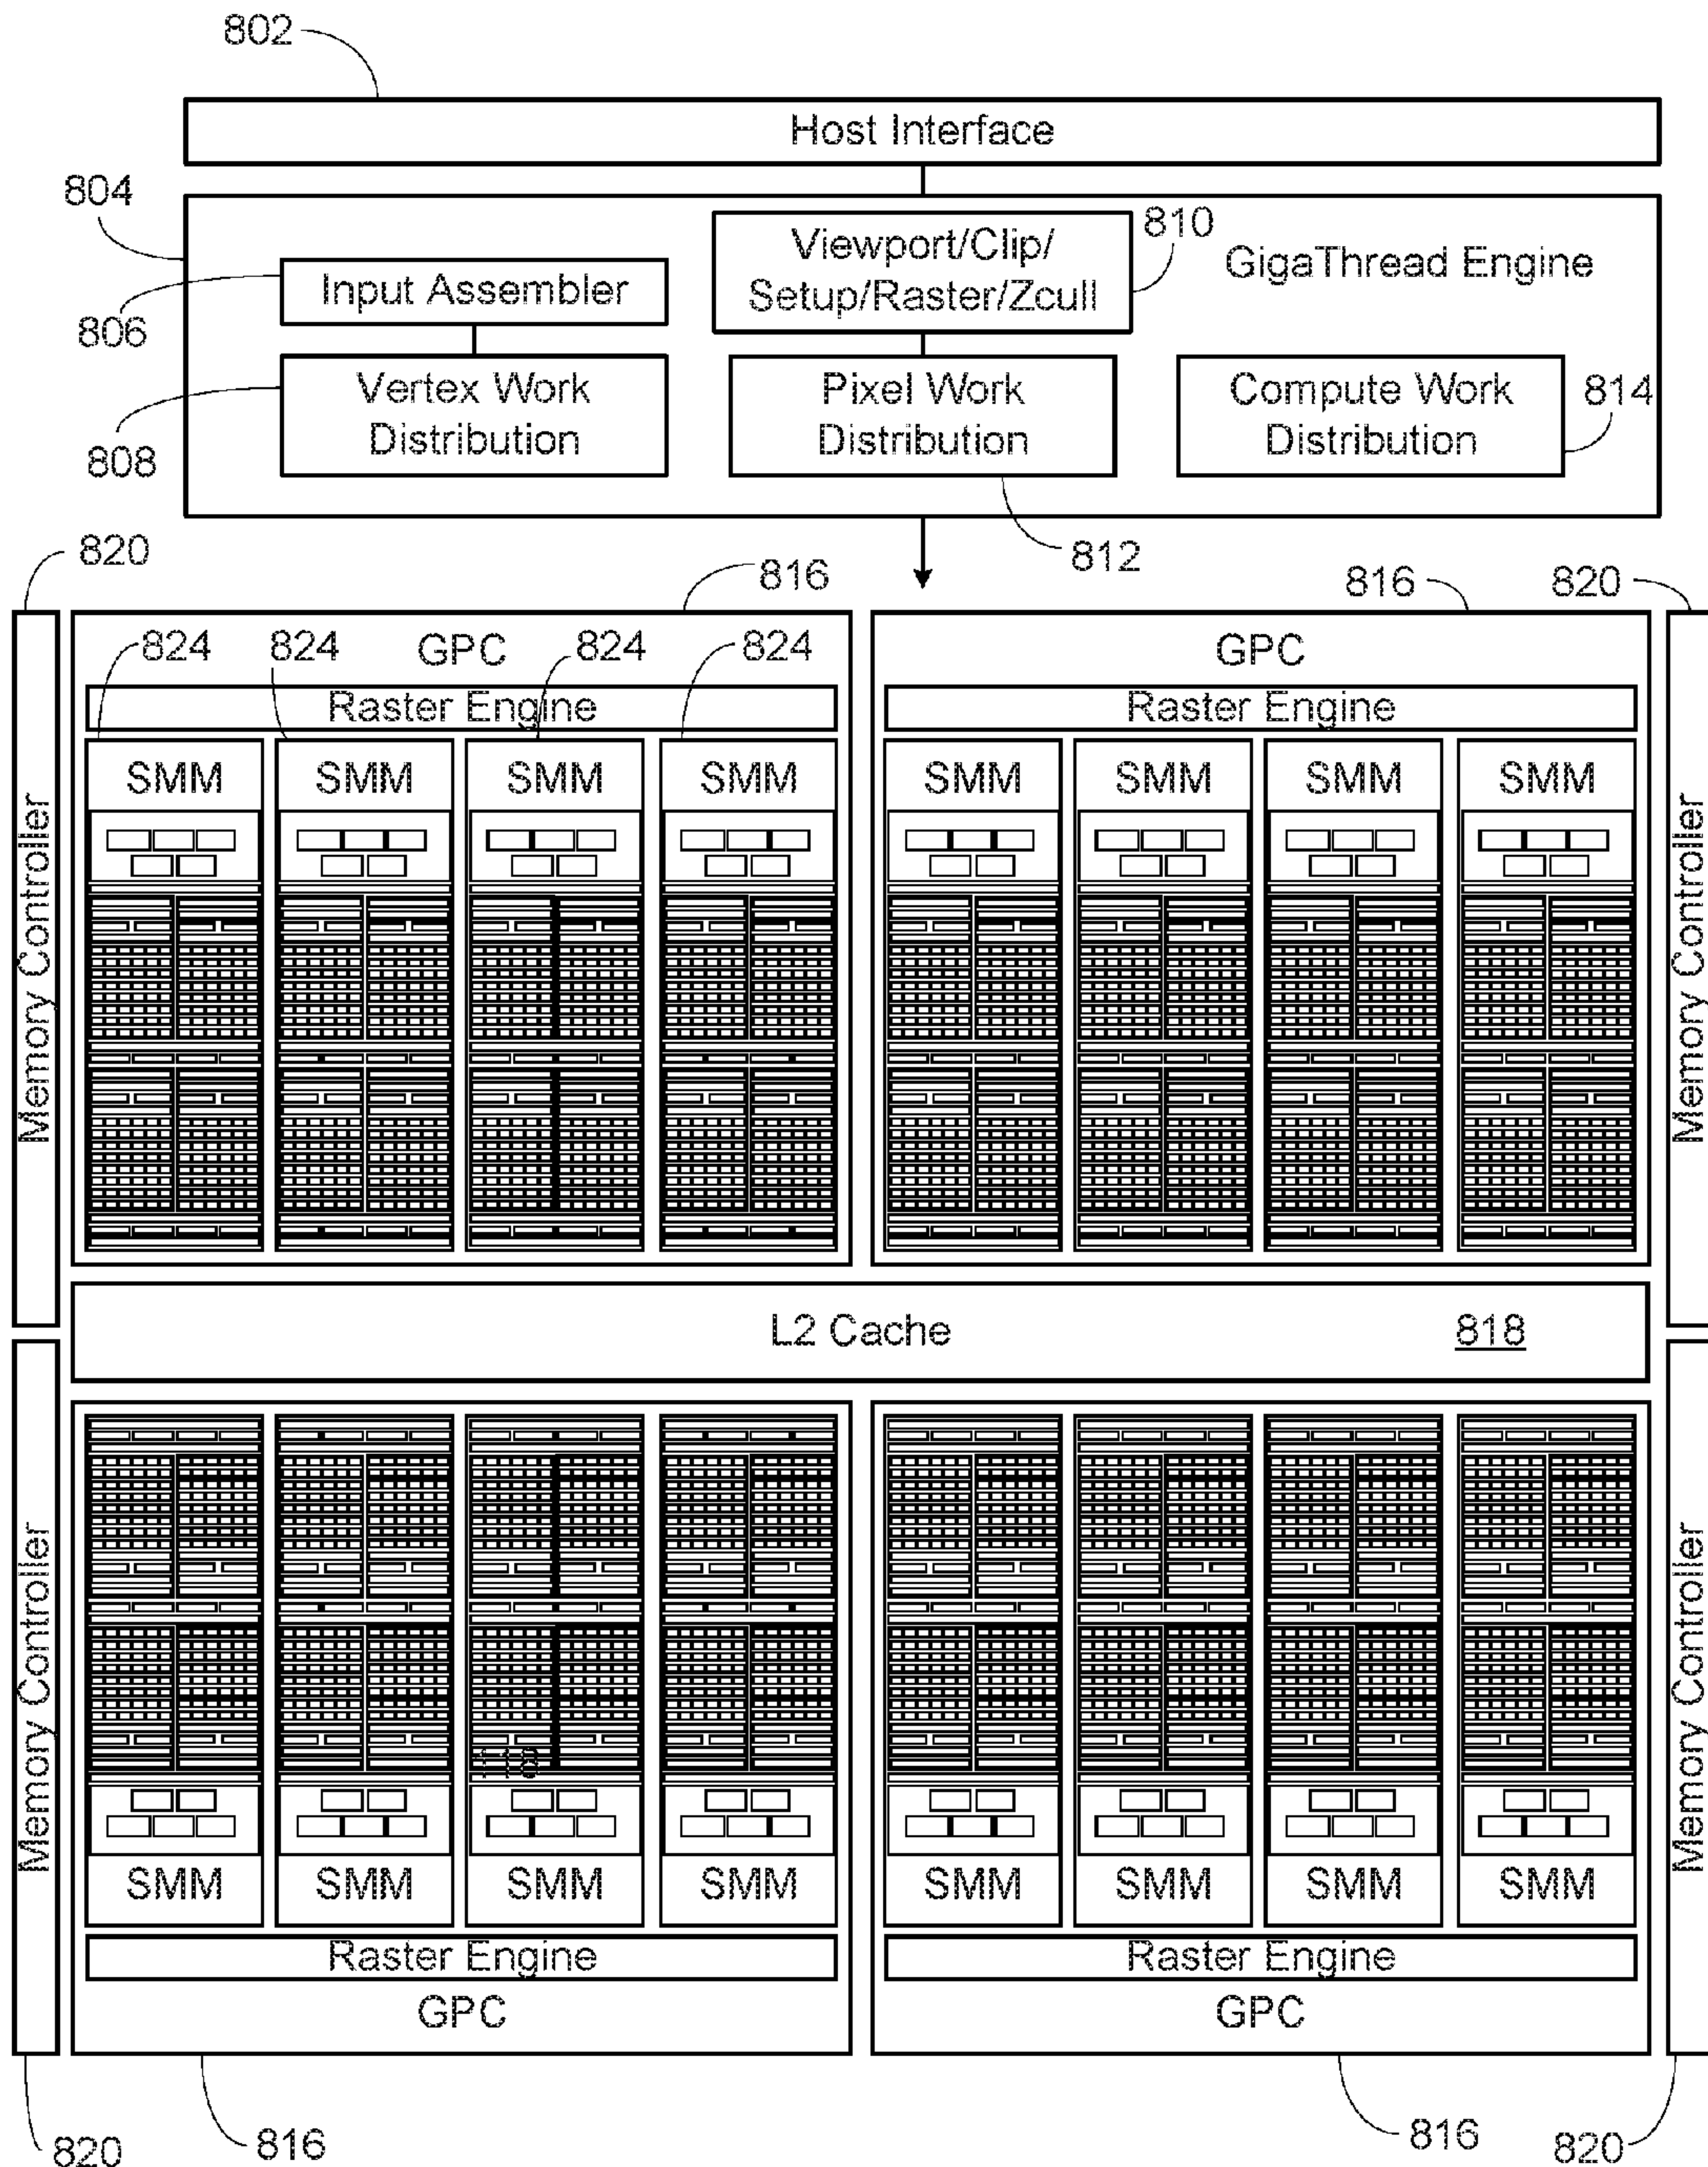 802
Host Interface
804
810
Viewport/Clip/
Setup/Raster/Zcull
GigaThread Engine
Input Assembler
806
Vertex Work
Distribution
Pixel Work
Distribution
Compute Work
Distribution
814
808
812
820
816
816
820
GPC
GPC
824
824
824
824
Raster Engine
Raster Engine
SMM
SMM
SMM
SMM
SMM
SMM
SMM
SMM
Memory Controller
Memory Controller
L2 Cache
818
Memory Controller
Memory Controller
118
SMM
SMM
SMM
SMM
SMM
SMM
SMM
SMM
Raster Engine
Raster Engine
GPC
GPC
820
816
816
820